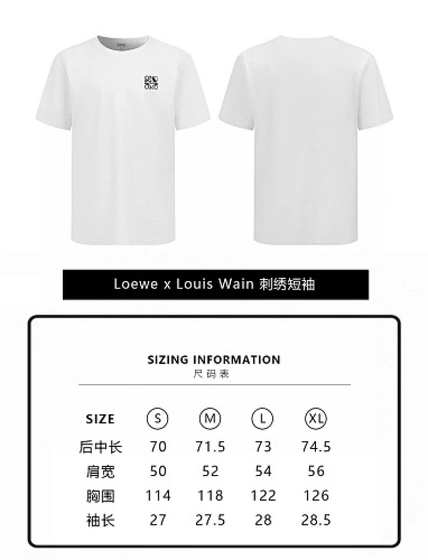 Loewe x Louis Wain 刺绣短袖
SIZING INFORMATION
尺码表
SIZE S M L XL
后中长 70 71.5 73 74.5
肩宽 50 52 54 56
胸围 114 118 122 126
袖长 27 27.5 28 28.5